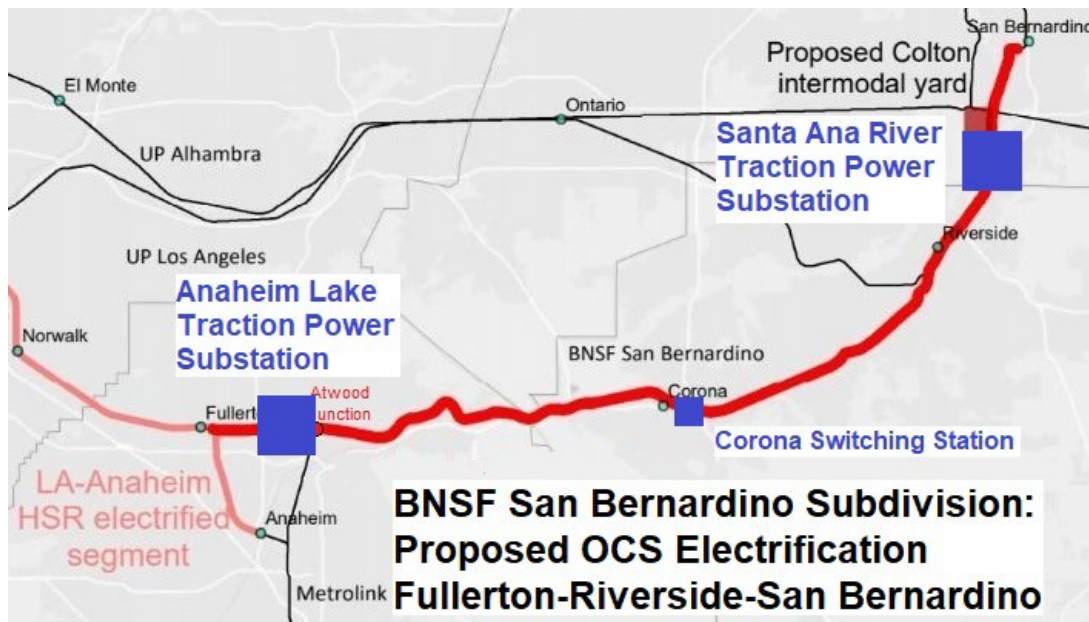 San Bernardino
Proposed Colton
intermodal yard
El Monte
Ontario
UP Alhambra
Santa Ana River
Traction Power
Substation
Riverside
UP Los Angeles
Anaheim Lake
Traction Power
Substation
Norwalk
BNSF San Bernardino
Atwood
Corona
Corona Switching Station
LA-Anaheim
HSR electrified
segment
Anaheim
Metrolink
BNSF San Bernardino Subdivision:
Proposed OCS Electrification
Fullerton-Riverside-San Bernardino